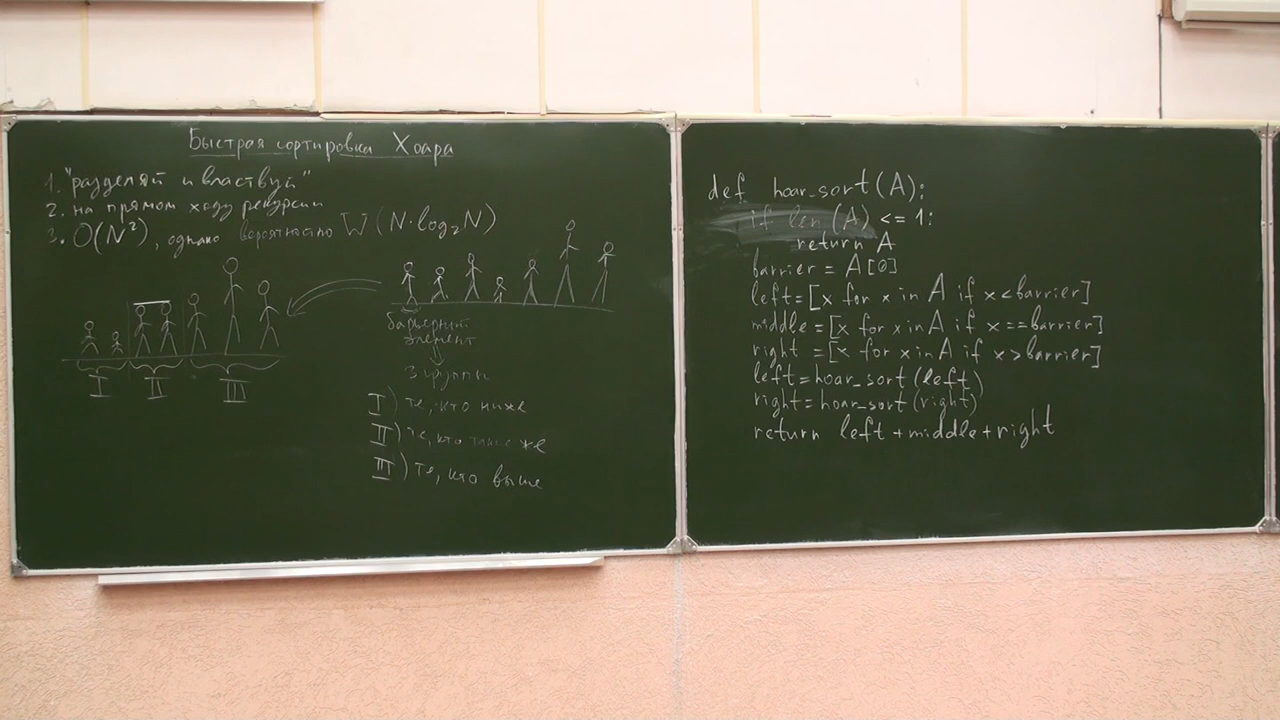 Быстрая сортировка Хоара
1. "разделяй и властвуй"
2. на прямом ходу рекурсии
3. O(N²), однако вероятностно W(N·log₂N)
I II III
барьерный
элемент
3 группы
I) те, кто ниже
II) те, кто такие же
III) те, кто выше
def hoar_sort(A):
if len(A) <= 1:
return A
barrier = A[0]
left=[x for x in A if x<barrier]
middle=[x for x in A if x==barrier]
right =[x for x in A if x>barrier]
left=hoar_sort(left)
right=hoar_sort(right)
return left+middle+right